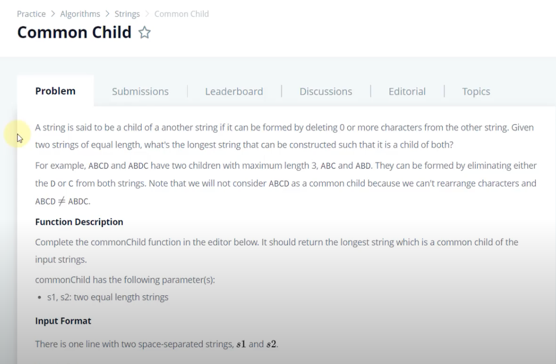 Practice > Algorithms > Strings > Common Child
Common Child ☆
Problem Submissions Leaderboard Discussions Editorial Topics
A string is said to be a child of a another string if it can be formed by deleting 0 or more characters from the other string. Given
two strings of equal length, what's the longest string that can be constructed such that it is a child of both?
For example, ABCD and ABDC have two children with maximum length 3, ABC and ABD. They can be formed by eliminating either
the D or C from both strings. Note that we will not consider ABCD as a common child because we can't rearrange characters and
ABCD ≠ ABDC.
Function Description
Complete the commonChild function in the editor below. It should return the longest string which is a common child of the
input strings.
commonChild has the following parameter(s):
• s1, s2: two equal length strings
Input Format
There is one line with two space-separated strings, s1 and s2.